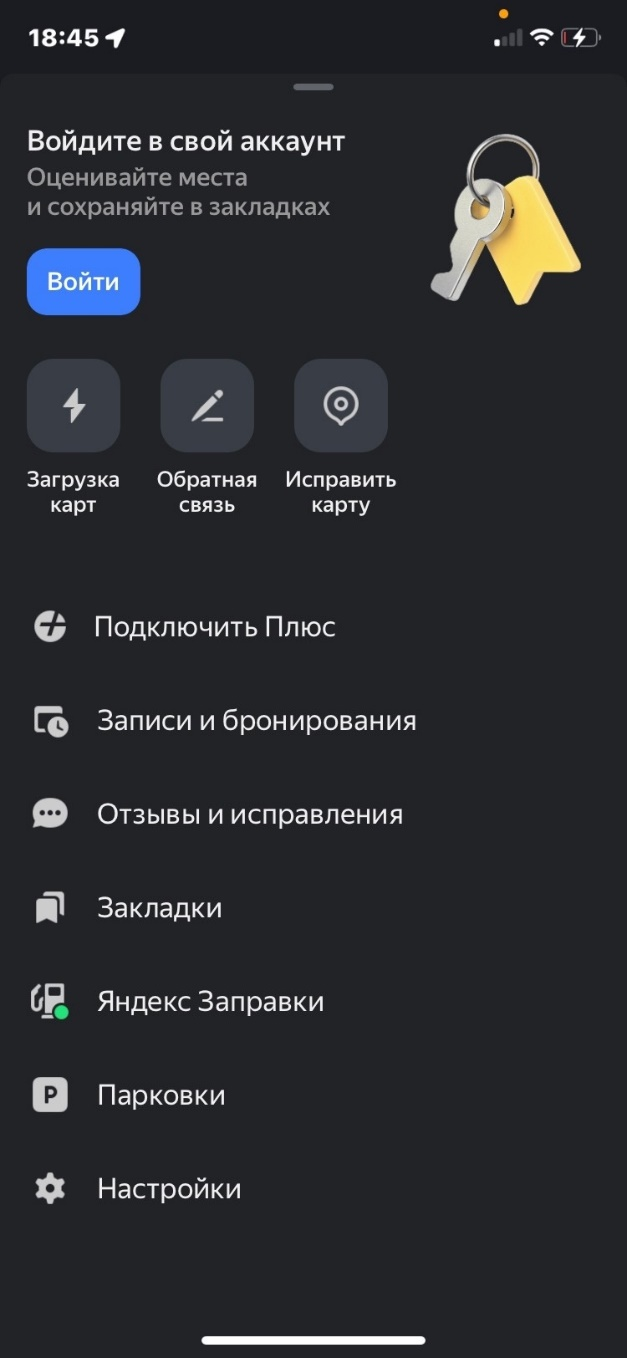 18:45
Войдите в свой аккаунт
Оценивайте места
и сохраняйте в закладках
Войти
Загрузка
карт
Обратная
связь
Исправить
карту
Подключить Плюс
Записи и бронирования
Отзывы и исправления
Закладки
Яндекс Заправки
P
Парковки
Настройки